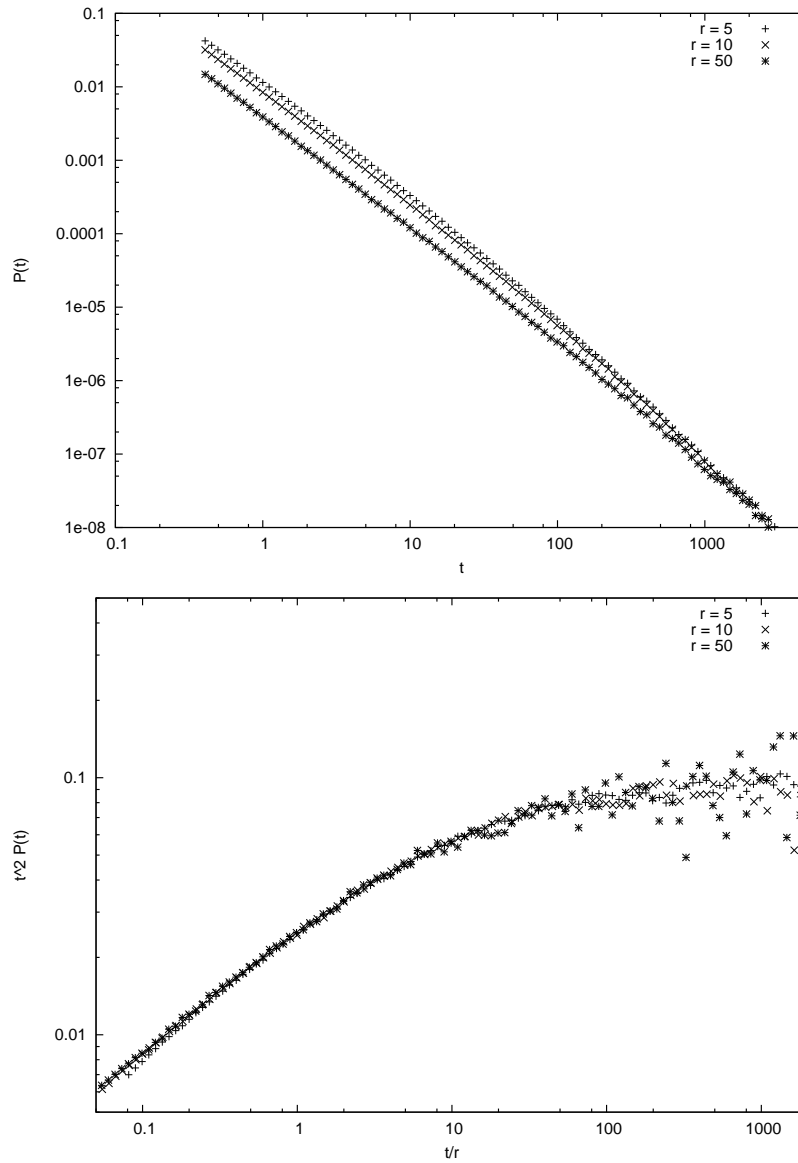 0.1
0.01
0.001
0.0001
1e-05
1e-06
1e-07
1e-08
P(t)
0.1 1 10 100 1000
t
r = 5
r = 10
r = 50
0.1
0.01
t^2 P(t)
0.1 1 10 100 1000
t/r
r = 5
r = 10
r = 50